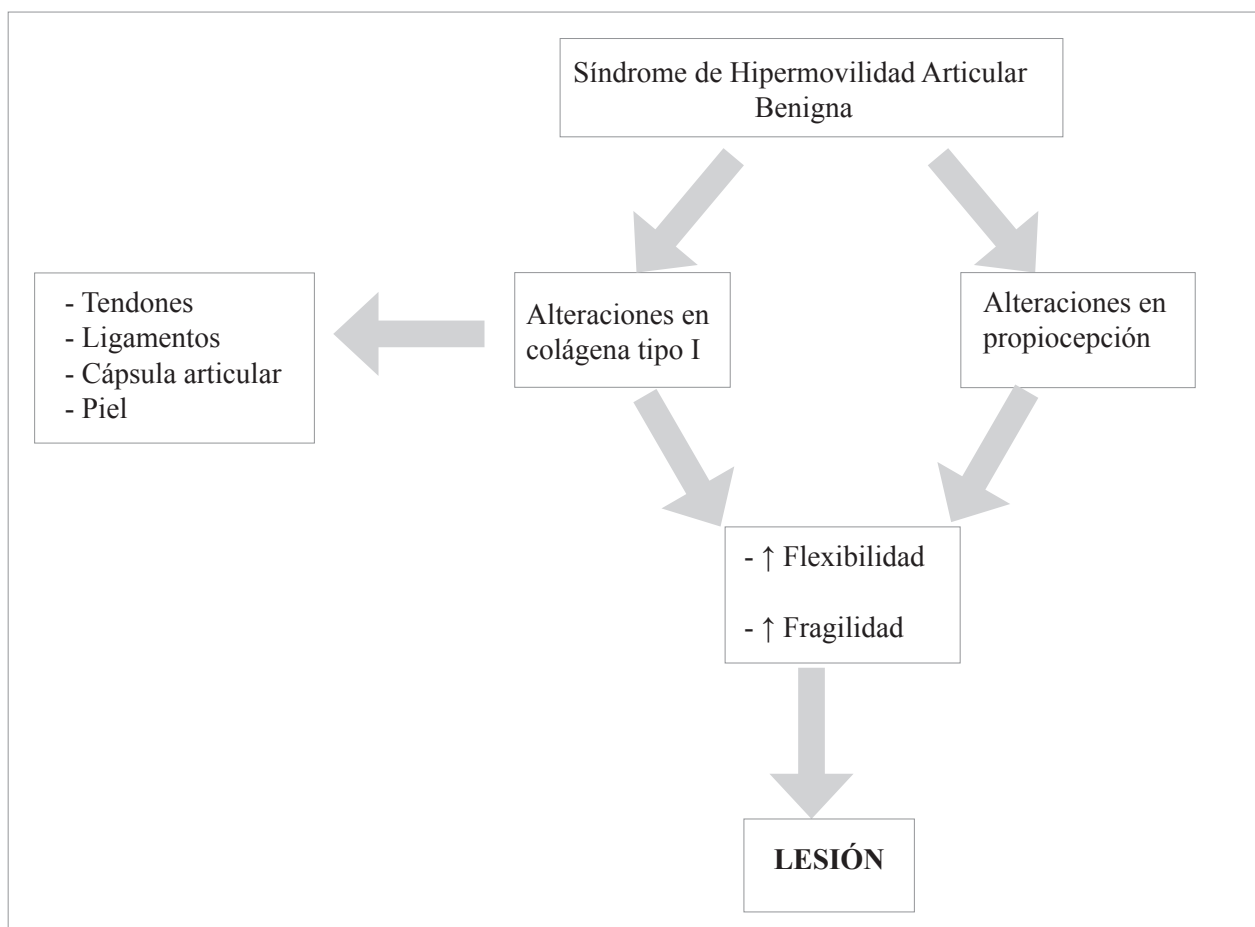 Síndrome de Hipermovilidad Articular
Benigna
- Tendones
- Ligamentos
- Cápsula articular
- Piel
Alteraciones en
colágena tipo I
Alteraciones en
propiocepción
- ↑ Flexibilidad
- ↑ Fragilidad
LESIÓN